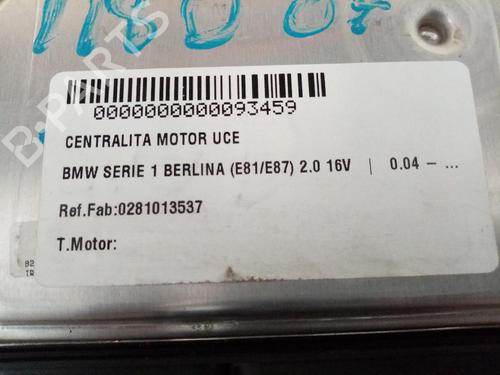 118D 07
0000000000093459
CENTRALITA MOTOR UCE
BMW SERIE 1 BERLINA (E81/E87) 2.0 16V | 0.04 – ...
Ref.Fab:0281013537
T.Motor: